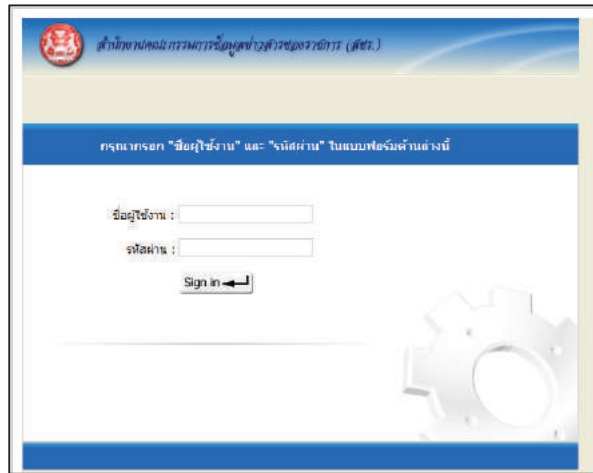 สำนักงานคณะกรรมการข้อมูลข่าวสารของราชการ (สขร.)
กรุณากรอก "ชื่อผู้ใช้งาน" และ "รหัสผ่าน" ในแบบฟอร์มด้านล่างนี้
ชื่อผู้ใช้งาน :
รหัสผ่าน :
Sign in